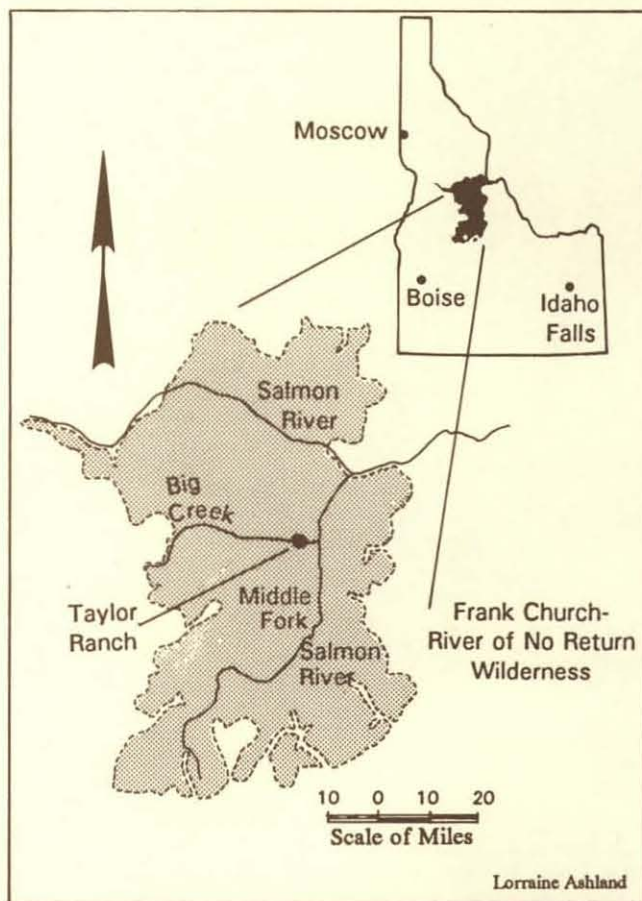 Moscow
Boise
Idaho
Falls
Salmon
River
Big
Creek
Taylor
Ranch
Middle
Fork
Salmon
River
Frank Church-
River of No Return
Wilderness
10 0 10 20
Scale of Miles
Lorraine Ashland